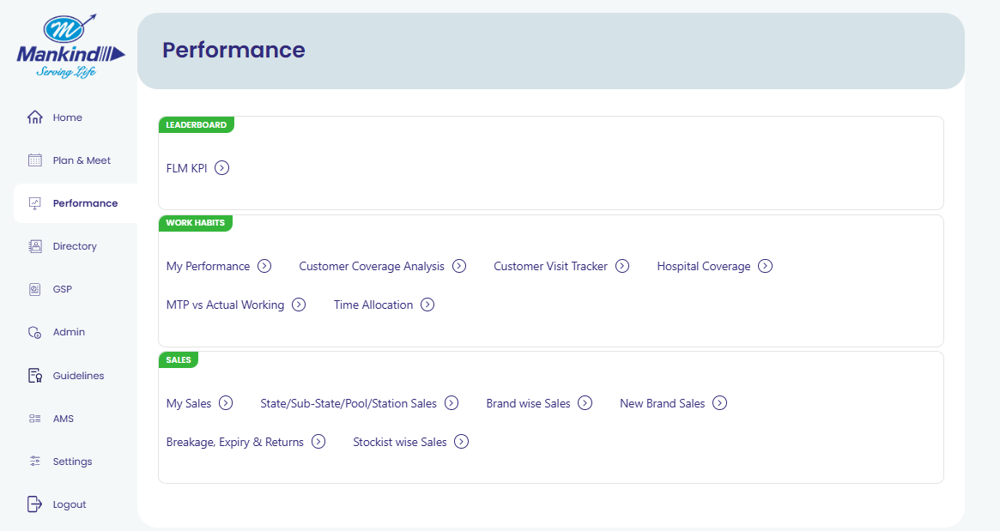 Mankind
Serving Life
Home
Plan & Meet
Performance
Directory
GSP
Admin
Guidelines
AMS
Settings
Logout
Performance
LEADERBOARD
FLM KPI
WORK HABITS
My Performance Customer Coverage Analysis Customer Visit Tracker Hospital Coverage
MTP vs Actual Working Time Allocation
SALES
My Sales State/Sub-State/Pool/Station Sales Brand wise Sales New Brand Sales
Breakage, Expiry & Returns Stockist wise Sales